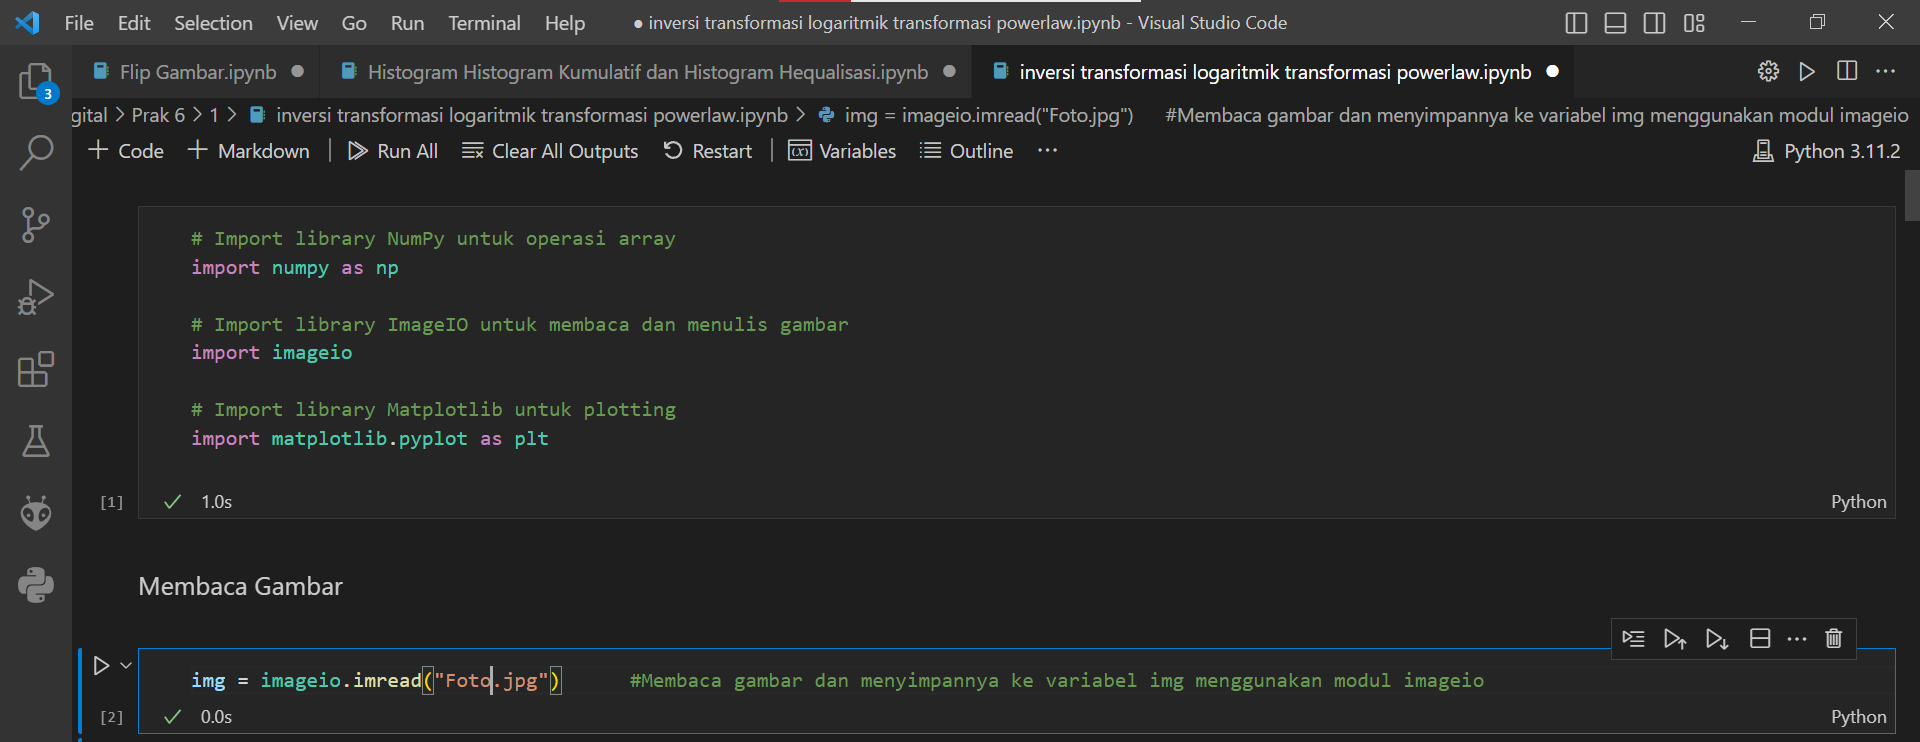 File Edit Selection View Go Run Terminal Help ● inversi transformasi logaritmik transformasi powerlaw.ipynb - Visual Studio Code
Flip Gambar.ipynb Histogram Histogram Kumulatif dan Histogram Hequalisasi.ipynb inversi transformasi logaritmik transformasi powerlaw.ipynb
3
gital > Prak 6 > 1 > inversi transformasi logaritmik transformasi powerlaw.ipynb > img = imageio.imread("Foto.jpg") #Membaca gambar dan menyimpannya ke variabel img menggunakan modul imageio
+ Code + Markdown Run All Clear All Outputs Restart Variables Outline ... Python 3.11.2
# Import library NumPy untuk operasi array
import numpy as np
# Import library ImageIO untuk membaca dan menulis gambar
import imageio
# Import library Matplotlib untuk plotting
import matplotlib.pyplot as plt
[1] 1.0s Python
Membaca Gambar
img = imageio.imread("Foto.jpg") #Membaca gambar dan menyimpannya ke variabel img menggunakan modul imageio
[2] 0.0s Python